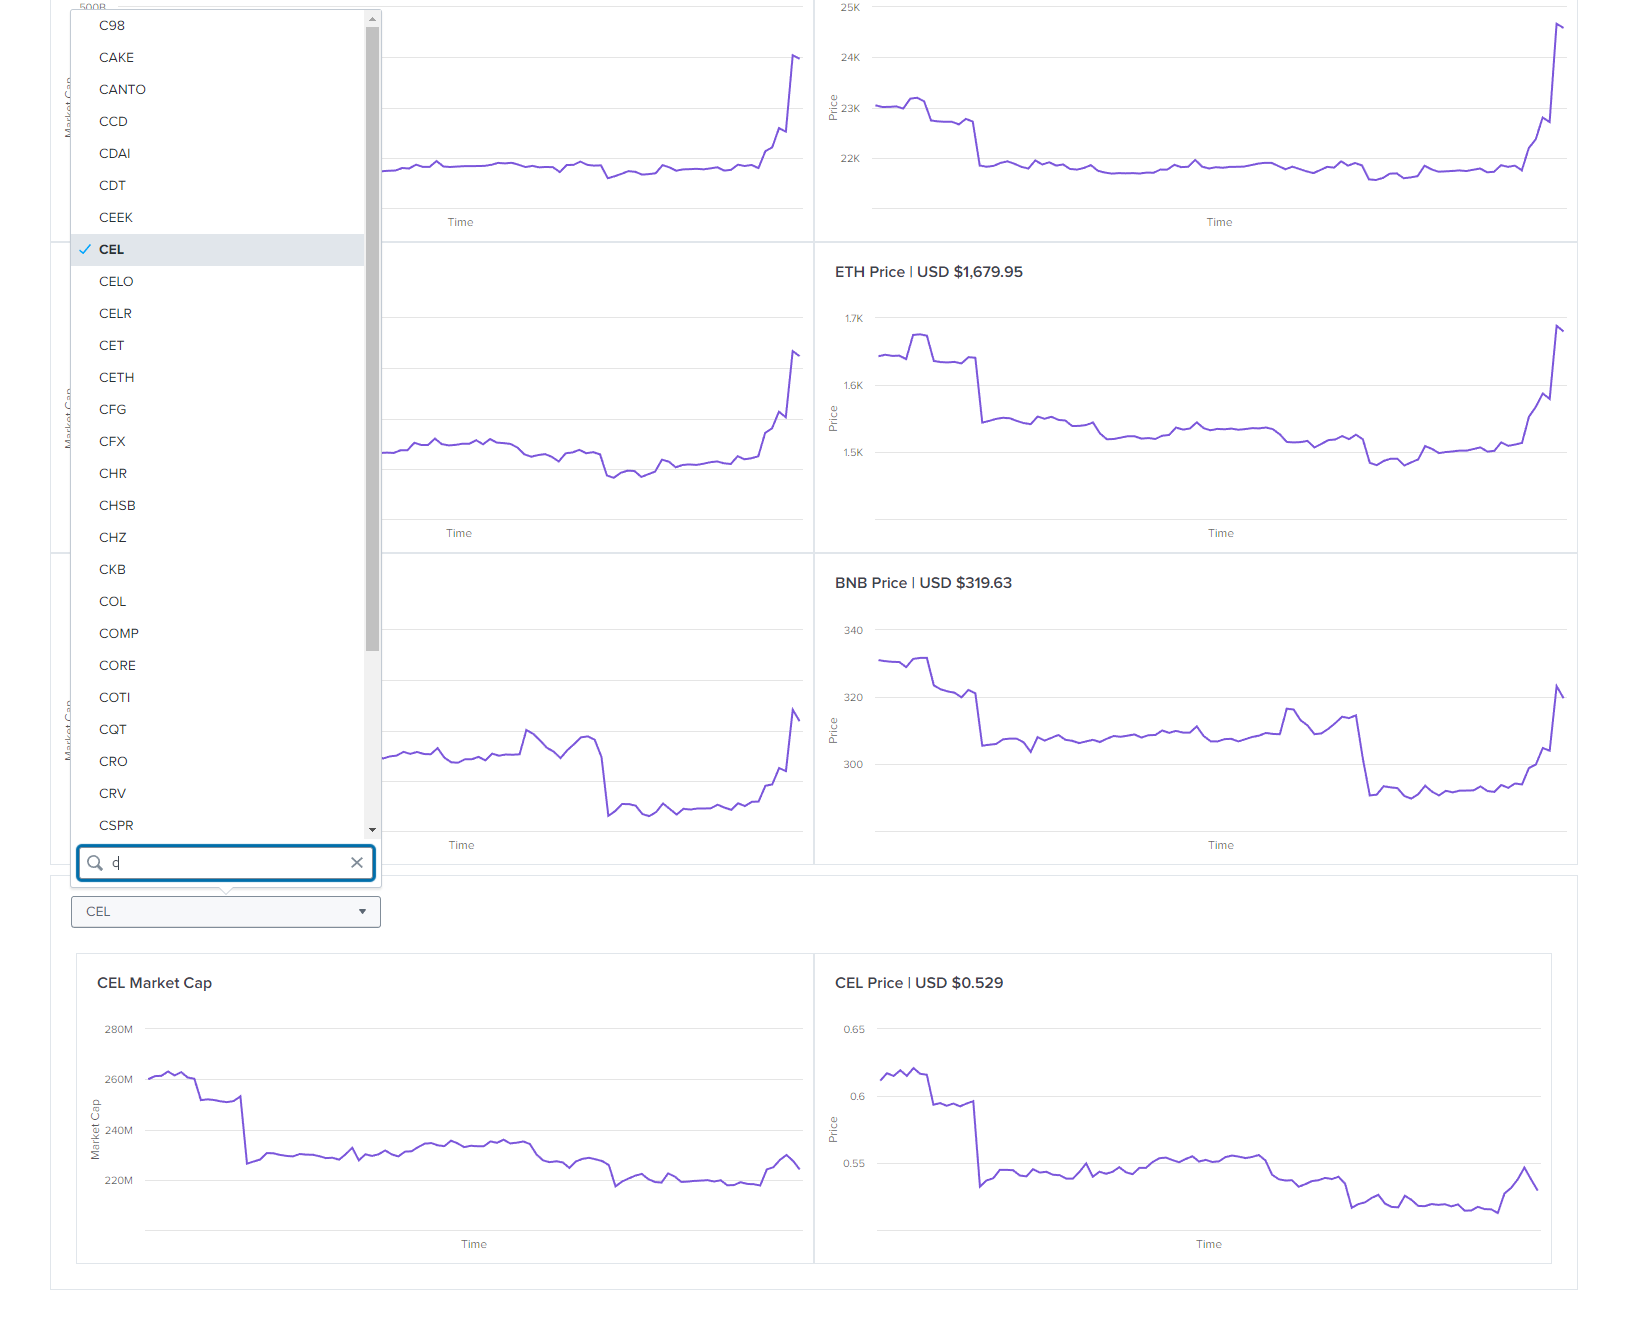 500B
C98
CAKE
CANTO
CCD
CDAI
CDT
CEEK
CEL
CELO
CELR
CET
CETH
CFG
CFX
CHR
CHSB
CHZ
CKB
COL
COMP
CORE
COTI
CQT
CRO
CRV
CSPR
c
CEL
Market Cap
Time
25K
24K
23K
22K
Price
Time
Market Cap
Time
ETH Price | USD $1,679.95
1.7K
1.6K
1.5K
Price
Time
Market Cap
Time
BNB Price | USD $319.63
340
320
300
Price
Time
CEL Market Cap
280M
260M
240M
220M
Market Cap
Time
CEL Price | USD $0.529
0.65
0.6
0.55
Price
Time